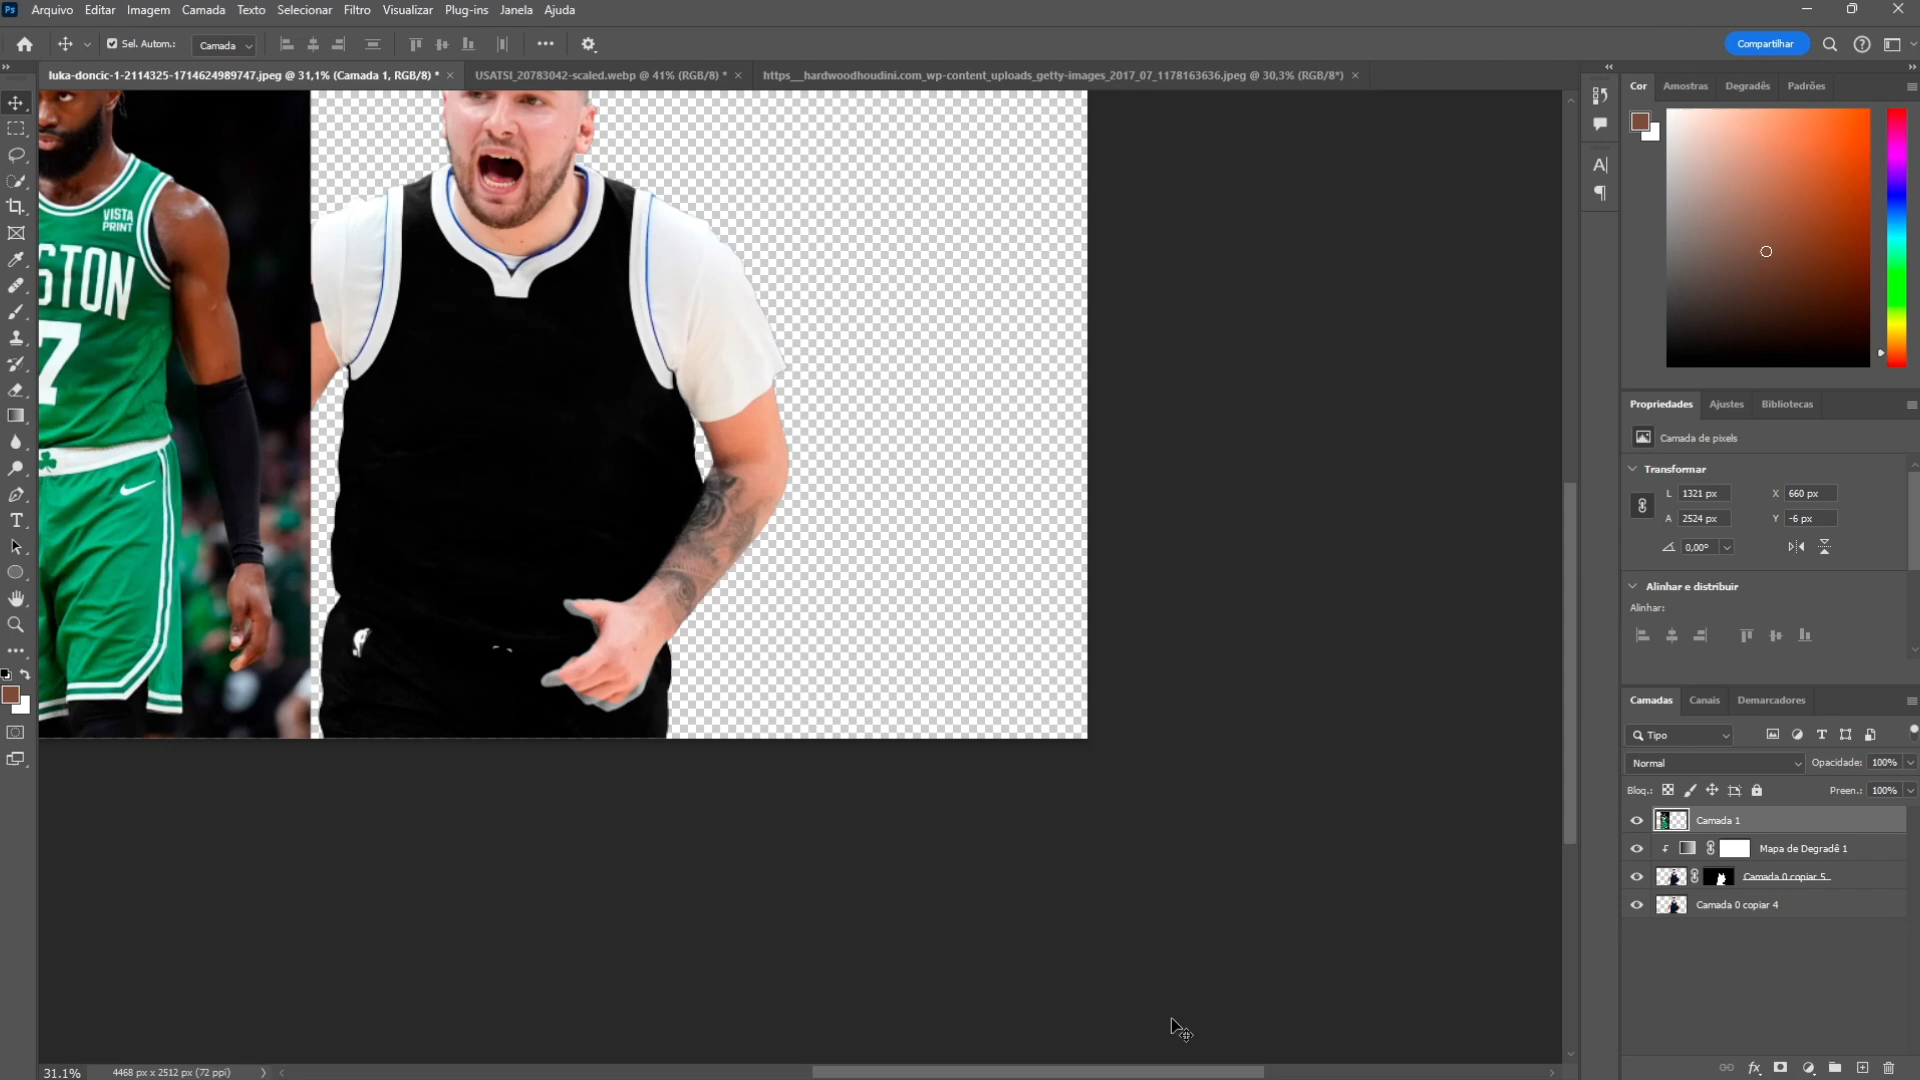 Ps Arquivo Editar Imagem Camada Texto Selecionar Filtro Visualizar Plug-ins Janela Ajuda
Sel. Autom.: Camada Compartilhar
luka-doncic-1-2114325-1714624989747.jpeg @ 31,1% (Camada 1, RGB/8) * USATSI_20783042-scaled.webp @ 41% (RGB/8) * https__hardwoodhoudini.com_wp-content_uploads_getty-images_2017_07_1178163636.jpeg @ 30,3% (RGB/8*)
Cor Amostras Degradês Padrões
VISTA
PRINT
STON
7
Propriedades Ajustes Bibliotecas
Camada de pixels
Transformar
L 1321 px X 660 px
A 2524 px Y -6 px
0,00°
Alinhar e distribuir
Alinhar:
Camadas Canais Demarcadores
Tipo
Normal Opacidade: 100%
Bloq.: Preen.: 100%
Camada 1
Mapa de Degradê 1
Camada 0 copiar 5
Camada 0 copiar 4
31.1% 4468 px x 2512 px (72 ppi)